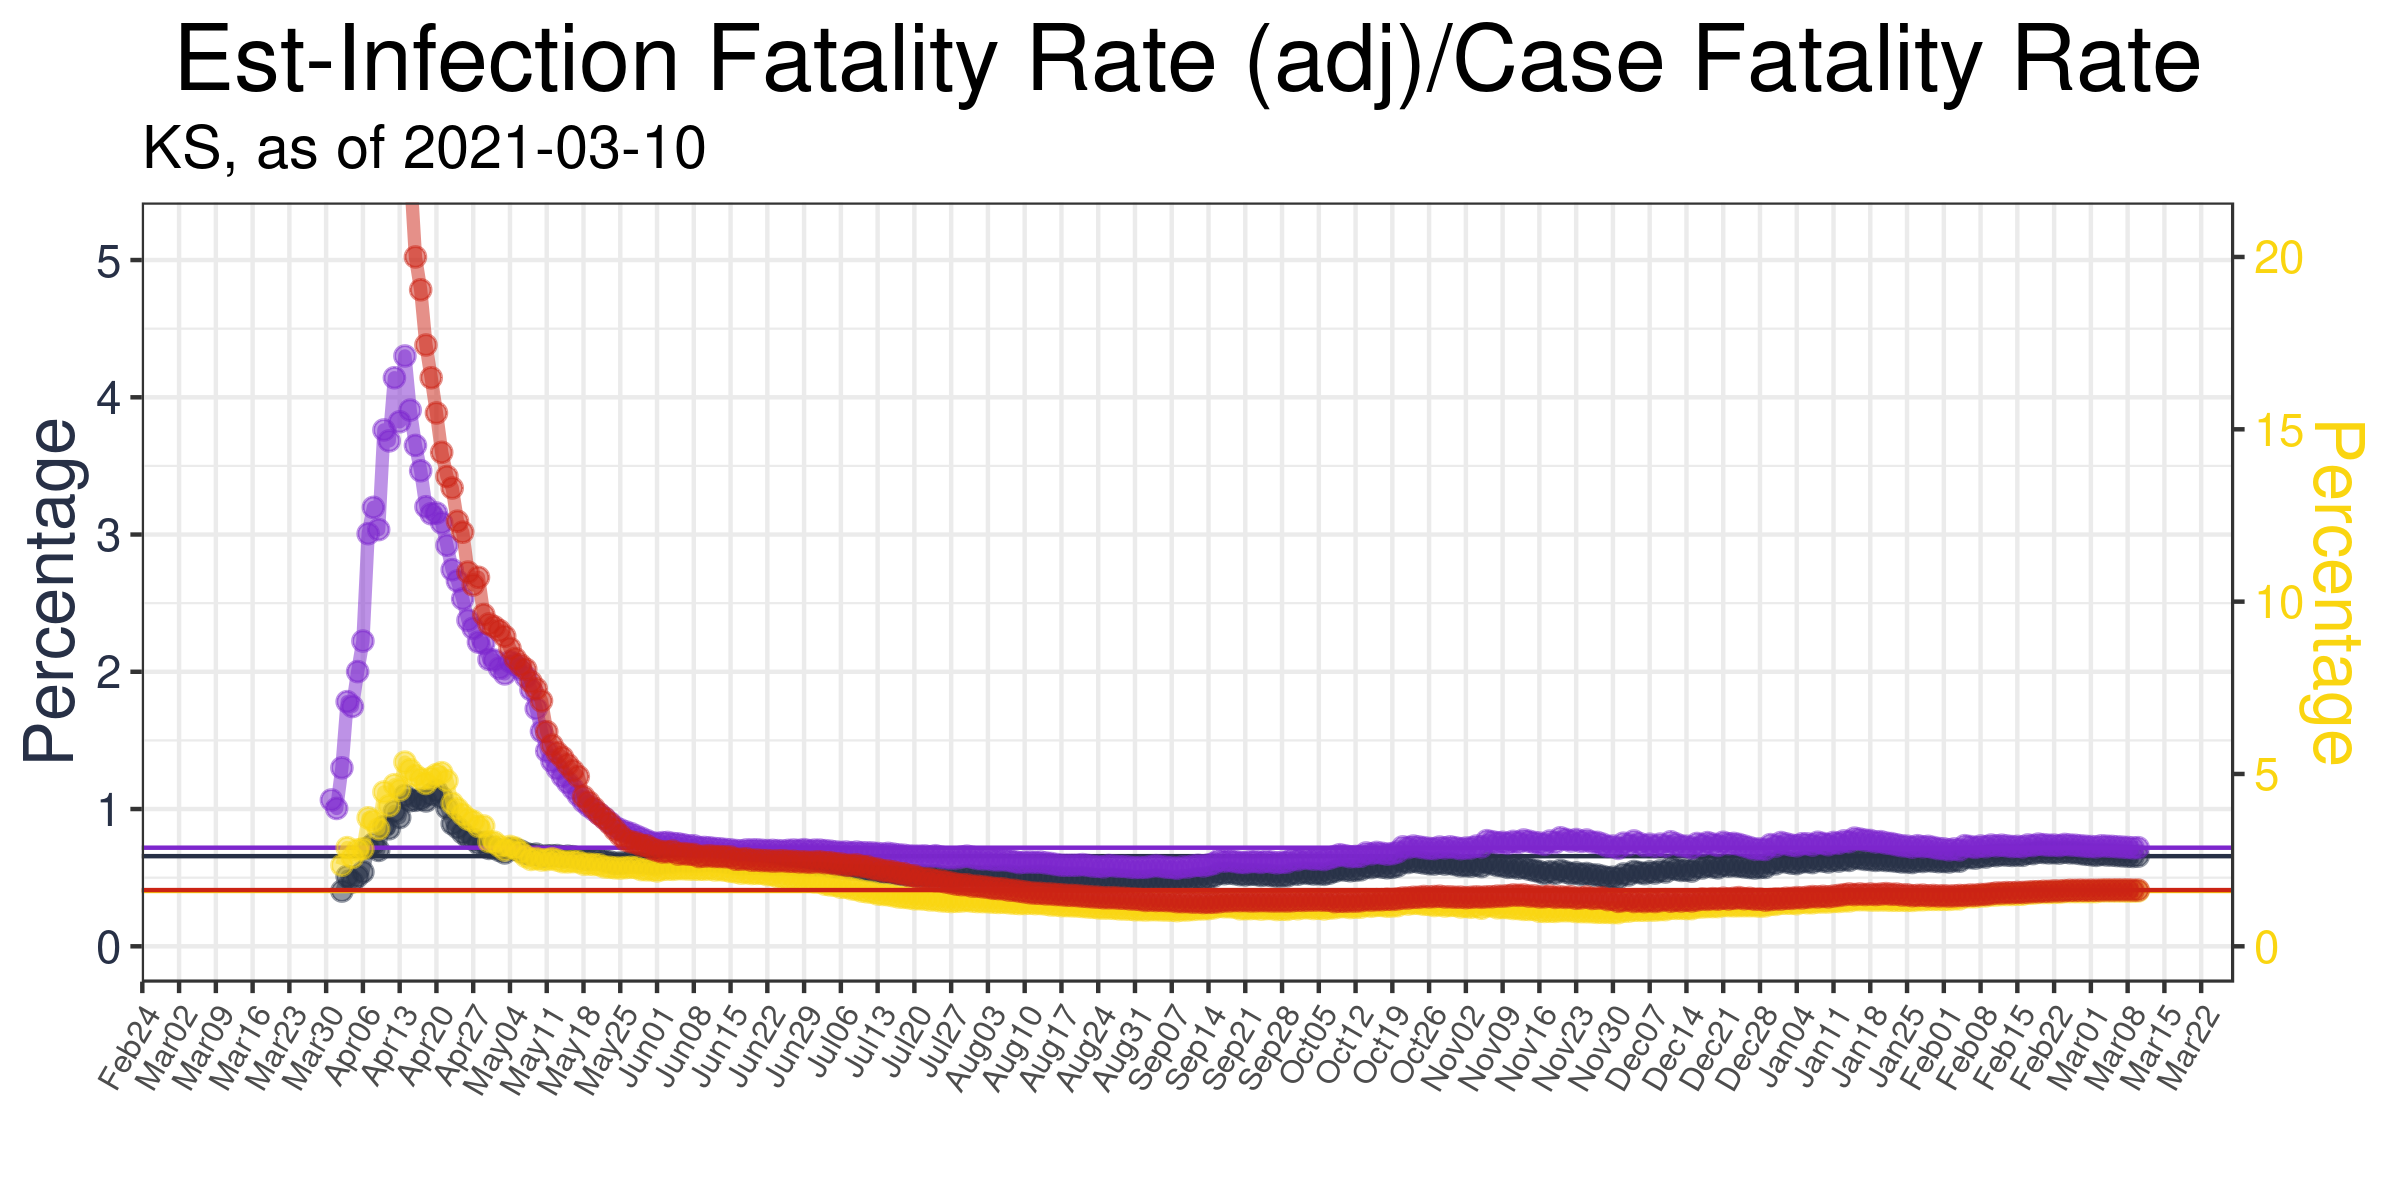 Est-Infection Fatality Rate (adj)/Case Fatality Rate
KS, as of 2021-03-10
Percentage
5
4
3
2
1
0
20
15
10
5
0
Percentage
Feb24
Mar02
Mar09
Mar16
Mar23
Mar30
Apr06
Apr13
Apr20
Apr27
May04
May11
May18
May25
Jun01
Jun08
Jun15
Jun22
Jun29
Jul06
Jul13
Jul20
Jul27
Aug03
Aug10
Aug17
Aug24
Aug31
Sep07
Sep14
Sep21
Sep28
Oct05
Oct12
Oct19
Oct26
Nov02
Nov09
Nov16
Nov23
Nov30
Dec07
Dec14
Dec21
Dec28
Jan04
Jan11
Jan18
Jan25
Feb01
Feb08
Feb15
Feb22
Mar01
Mar08
Mar15
Mar22